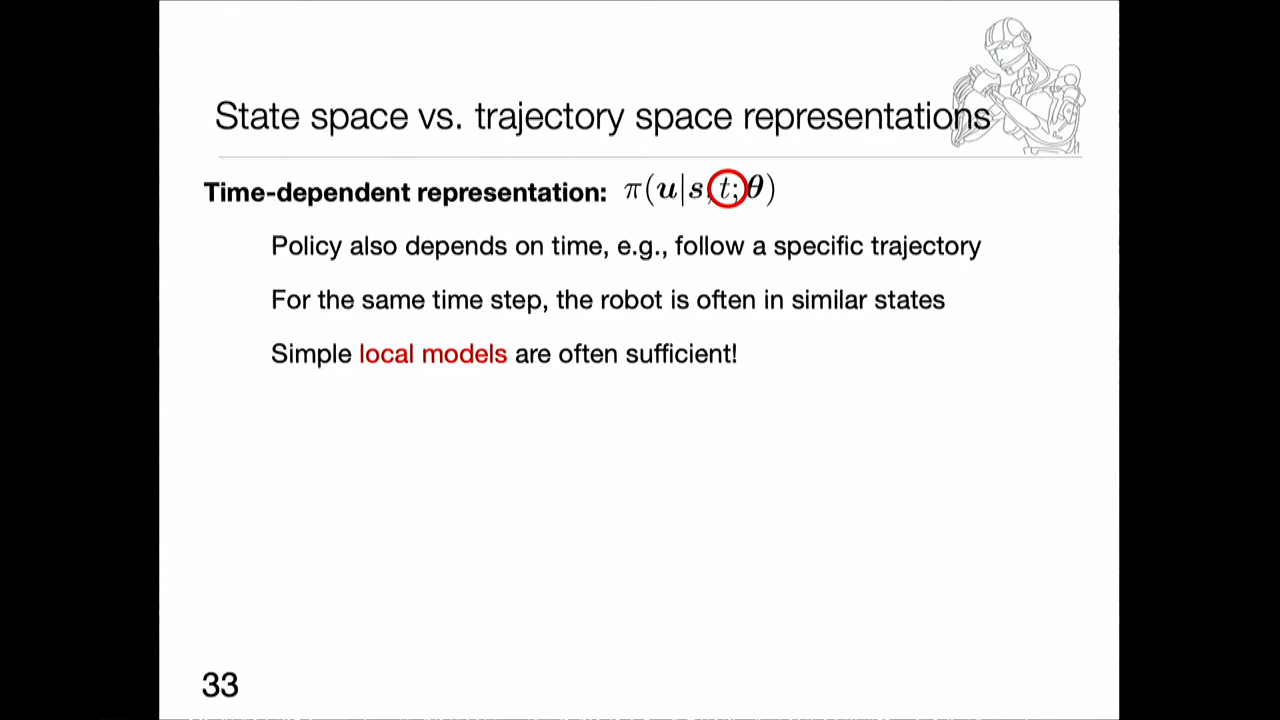 State space vs. trajectory space representations
Time-dependent representation: π(u|s, t; θ)
Policy also depends on time, e.g., follow a specific trajectory
For the same time step, the robot is often in similar states
Simple local models are often sufficient!
33